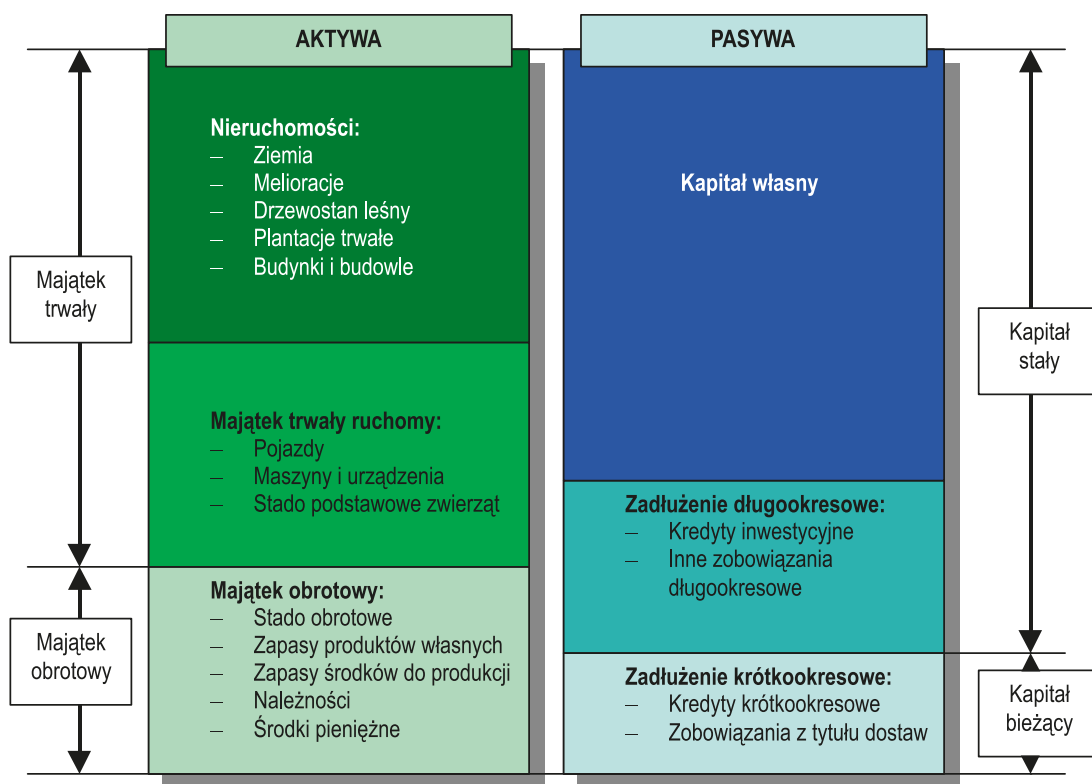 AKTYWA
PASYWA
Majątek
trwały
Majątek
obrotowy
Nieruchomości:
– Ziemia
– Melioracje
– Drzewostan leśny
– Plantacje trwałe
– Budynki i budowle
Majątek trwały ruchomy:
– Pojazdy
– Maszyny i urządzenia
– Stado podstawowe zwierząt
Majątek obrotowy:
– Stado obrotowe
– Zapasy produktów własnych
– Zapasy środków do produkcji
– Należności
– Środki pieniężne
Kapitał własny
Zadłużenie długookresowe:
– Kredyty inwestycyjne
– Inne zobowiązania
długookresowe
Zadłużenie krótkookresowe:
– Kredyty krótkookresowe
– Zobowiązania z tytułu dostaw
Kapitał
stały
Kapitał
bieżący